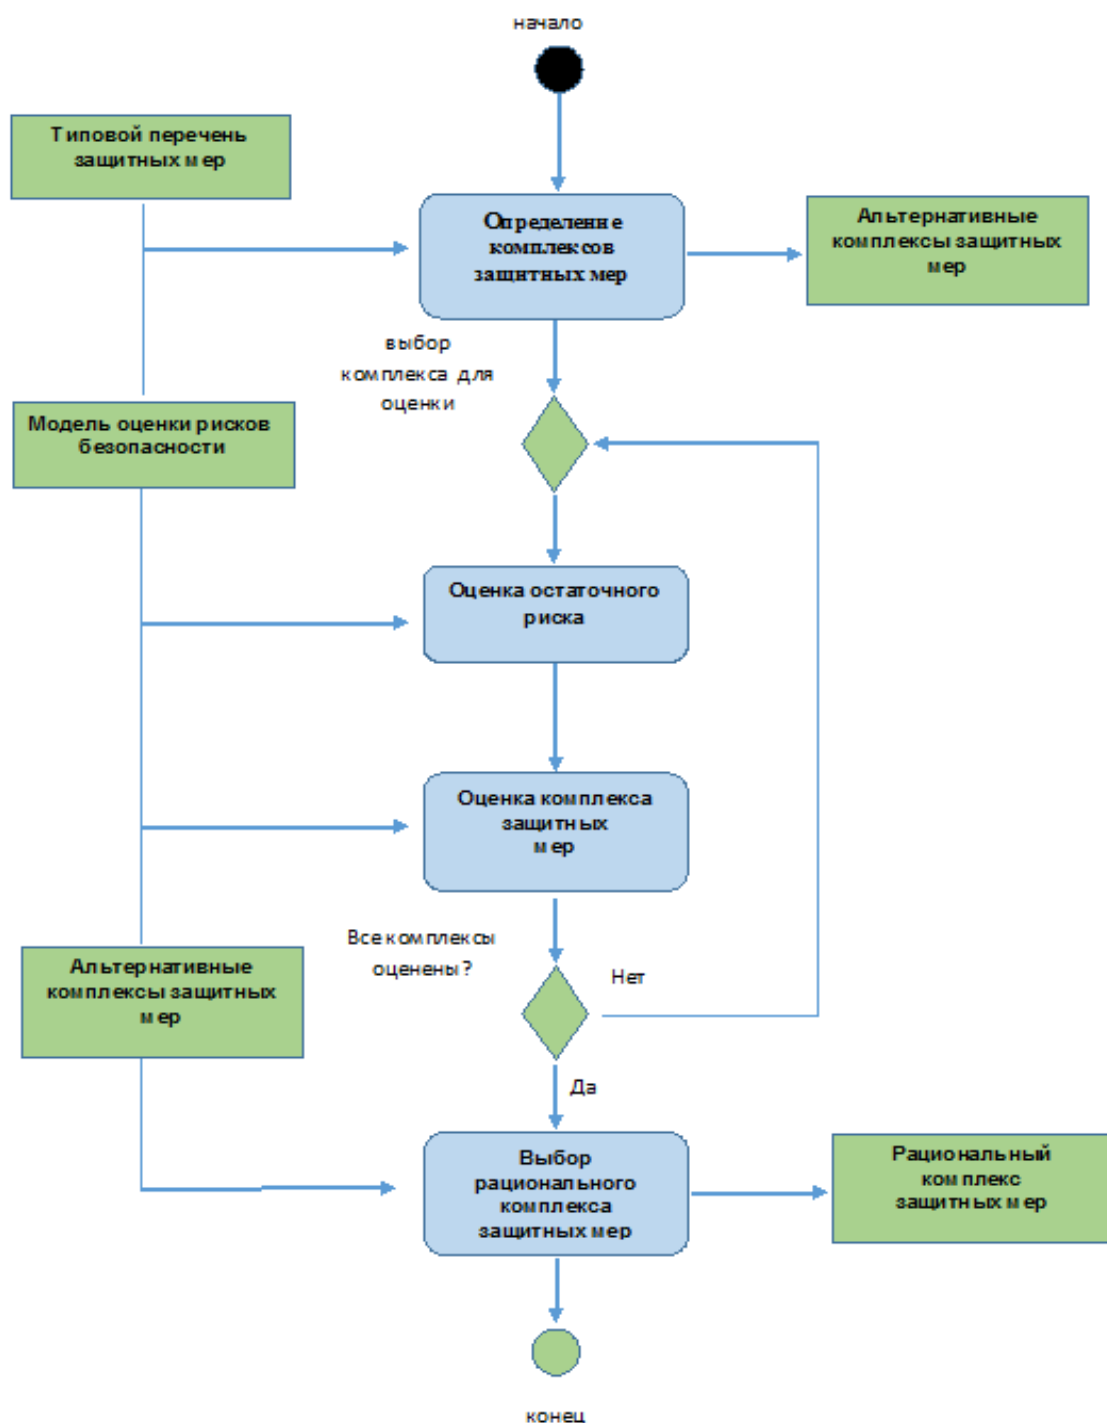 начало
Типовой перечень
защитных мер
Определение
комплексов
защитных мер
Альтернативные
комплексы защитных
мер
выбор
комплекса для
оценки
Модель оценки рисков
безопасности
Оценка остаточного
риска
Оценка комплекса
защитных
мер
Все комплексы
оценены?
Нет
Альтернативные
комплексы защитных
мер
Да
Выбор
рационального
комплекса
защитных мер
Рациональный
комплекс
защитных мер
конец